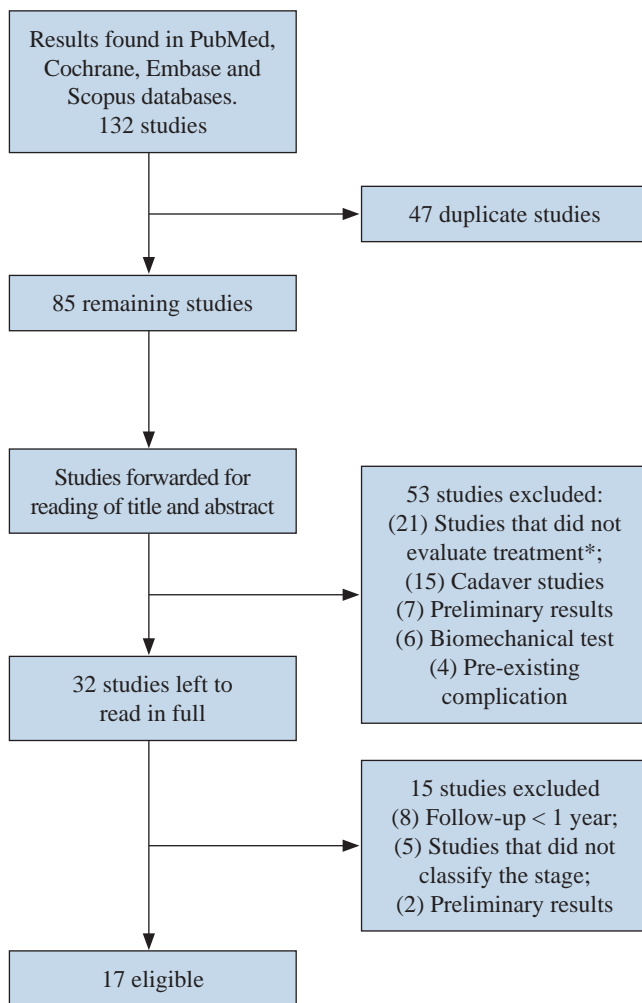 Results found in PubMed,
Cochrane, Embase and
Scopus databases.
132 studies
47 duplicate studies
85 remaining studies
Studies forwarded for
reading of title and abstract
53 studies excluded:
(21) Studies that did not
evaluate treatment*;
(15) Cadaver studies
(7) Preliminary results
(6) Biomechanical test
(4) Pre-existing
complication
32 studies left to
read in full
15 studies excluded
(8) Follow-up < 1 year;
(5) Studies that did not
classify the stage;
(2) Preliminary results
17 eligible